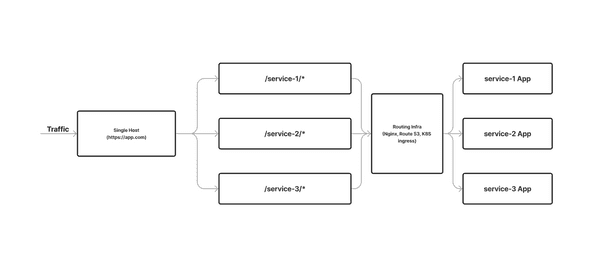 Traffic
Single Host
(https://app.com)
/service-1/*
/service-2/*
/service-3/*
Routing Infra
(Nginx, Route 53, K8S
Ingress)
service-1 App
service-2 App
service-3 App